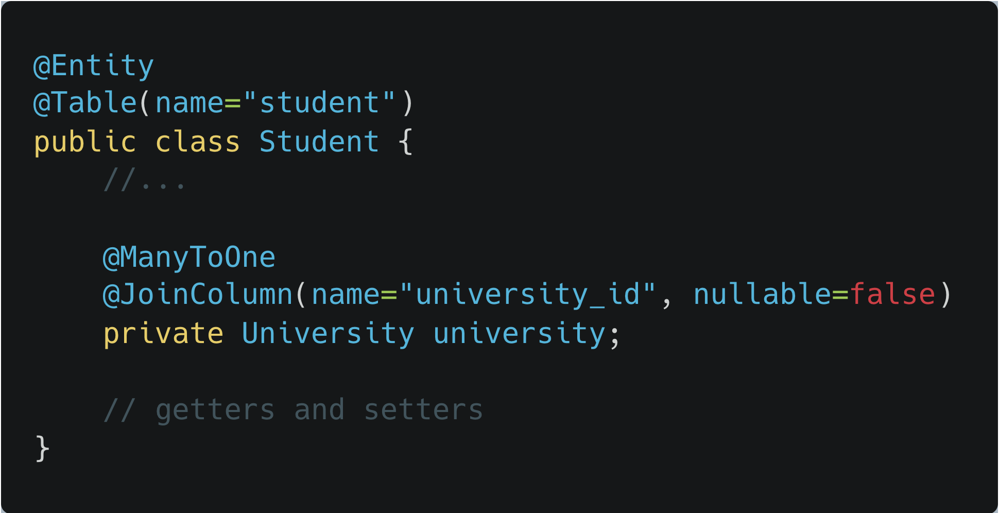 @Entity
@Table(name="student")
public class Student {
    //...

    @ManyToOne
    @JoinColumn(name="university_id", nullable=false)
    private University university;

    // getters and setters
}